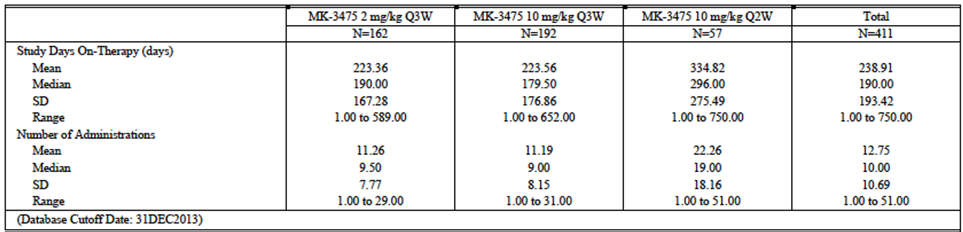 MK-3475 2 mg/kg Q3W MK-3475 10 mg/kg Q3W MK-3475 10 mg/kg Q2W Total
N=162 N=192 N=57 N=411
Study Days On-Therapy (days)
Mean 223.36 223.56 334.82 238.91
Median 190.00 179.50 296.00 190.00
SD 167.28 176.86 275.49 193.42
Range 1.00 to 589.00 1.00 to 652.00 1.00 to 750.00 1.00 to 750.00
Number of Administrations
Mean 11.26 11.19 22.26 12.75
Median 9.50 9.00 19.00 10.00
SD 7.77 8.15 18.16 10.69
Range 1.00 to 29.00 1.00 to 31.00 1.00 to 51.00 1.00 to 51.00
(Database Cutoff Date: 31DEC2013)